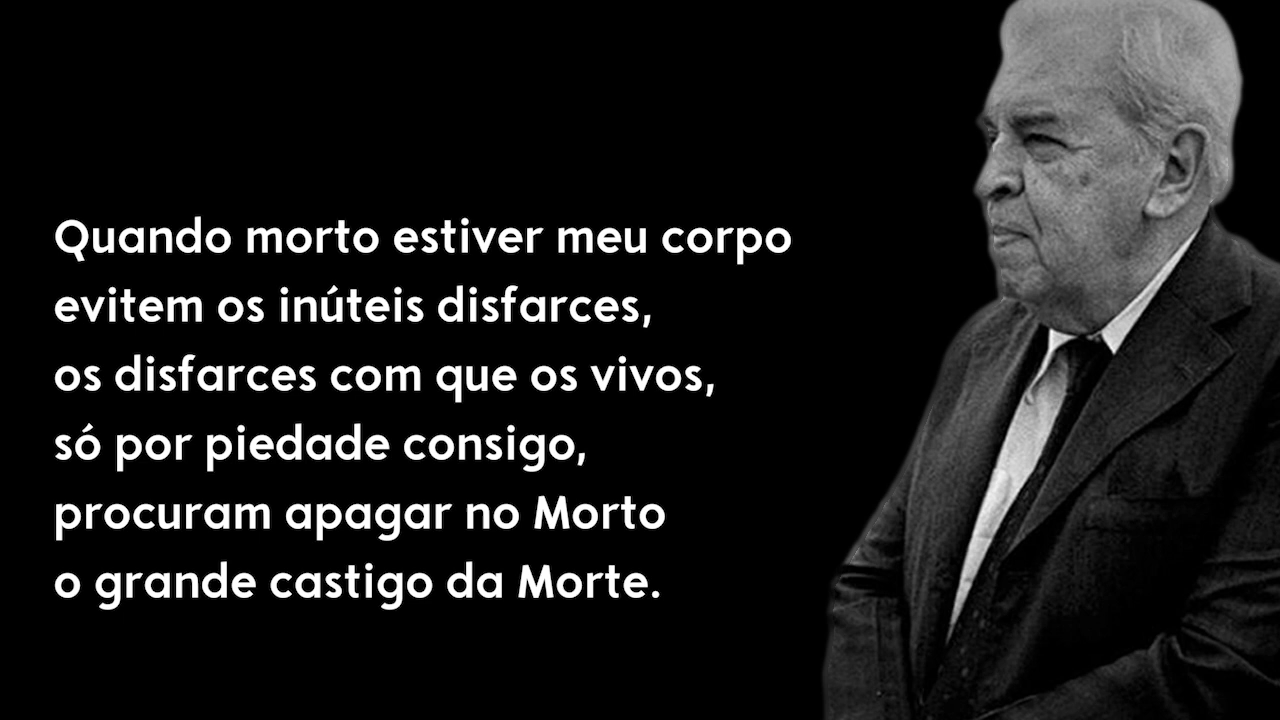 Quando morto estiver meu corpo
evitem os inúteis disfarces,
os disfarces com que os vivos,
só por piedade consigo,
procuram apagar no Morto
o grande castigo da Morte.